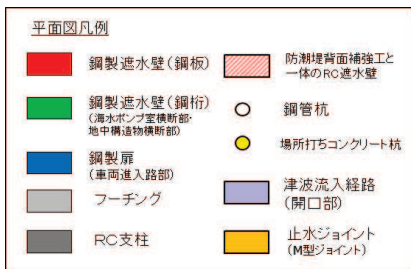 平面図凡例
鋼製遮水壁(鋼板)
鋼製遮水壁(鋼桁)
(海水ポンプ室横断部・
地中構造物横断部)
鋼製扉
(車両進入路部)
フーチング
RC支柱
防潮堤背面補強工と
一体のRC遮水壁
鋼管杭
場所打ちコンクリート杭
津波流入経路
(開口部)
止水ジョイント
(M型ジョイント)